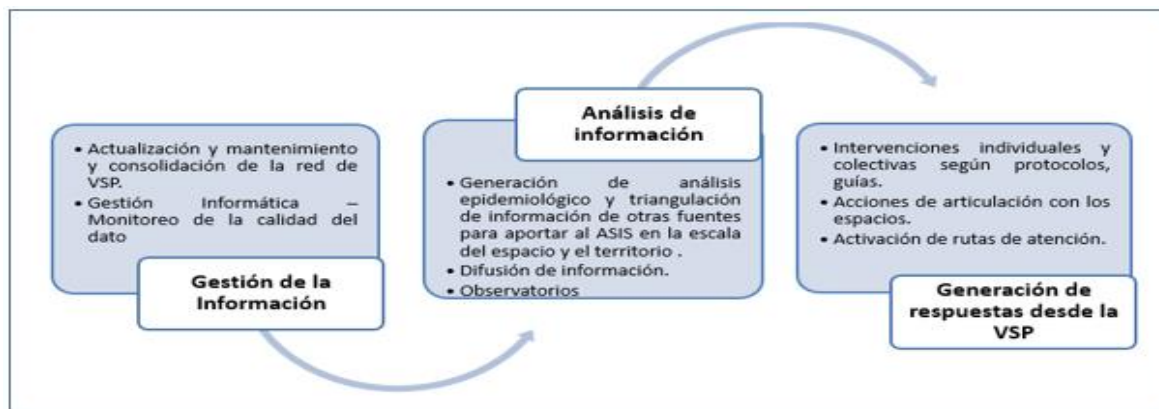 • Actualización y mantenimiento
y consolidación de la red de
VSP.
• Gestión Informática –
Monitoreo de la calidad del
dato
Gestión de la
Información
Análisis de
información
• Generación de análisis
epidemiológico y triangulación
de información de otras fuentes
para aportar al ASIS en la escala
del espacio y el territorio .
• Difusión de información.
• Observatorios
• Intervenciones individuales y
colectivas según protocolos,
guías.
• Acciones de articulación con los
espacios.
• Activación de rutas de atención.
Generación de
respuestas desde la
VSP